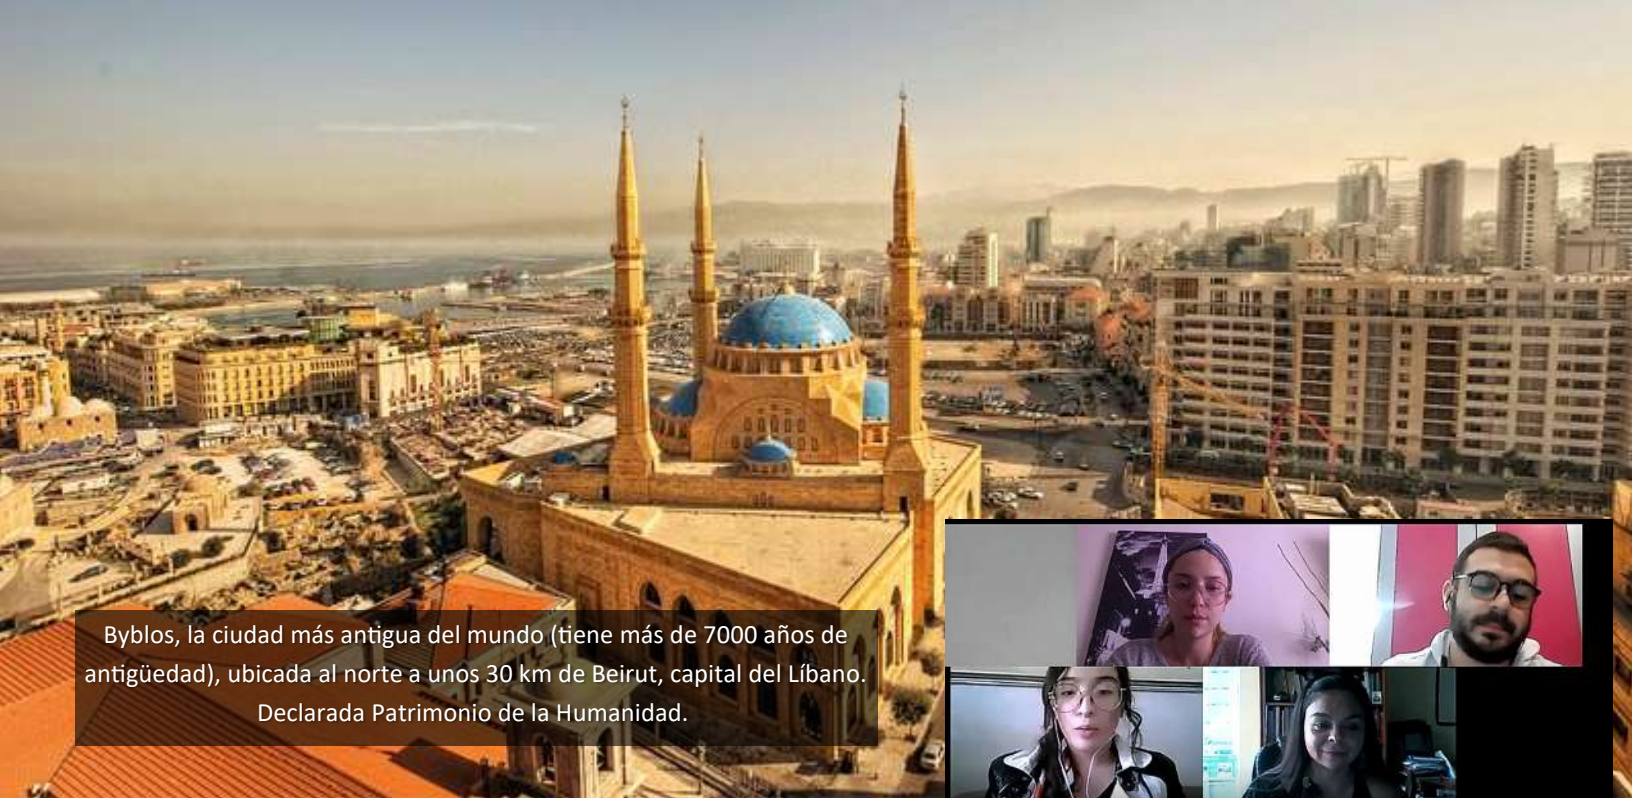 Byblos, la ciudad más antigua del mundo (tiene más de 7000 años de
antigüedad), ubicada al norte a unos 30 km de Beirut, capital del Líbano.
Declarada Patrimonio de la Humanidad.